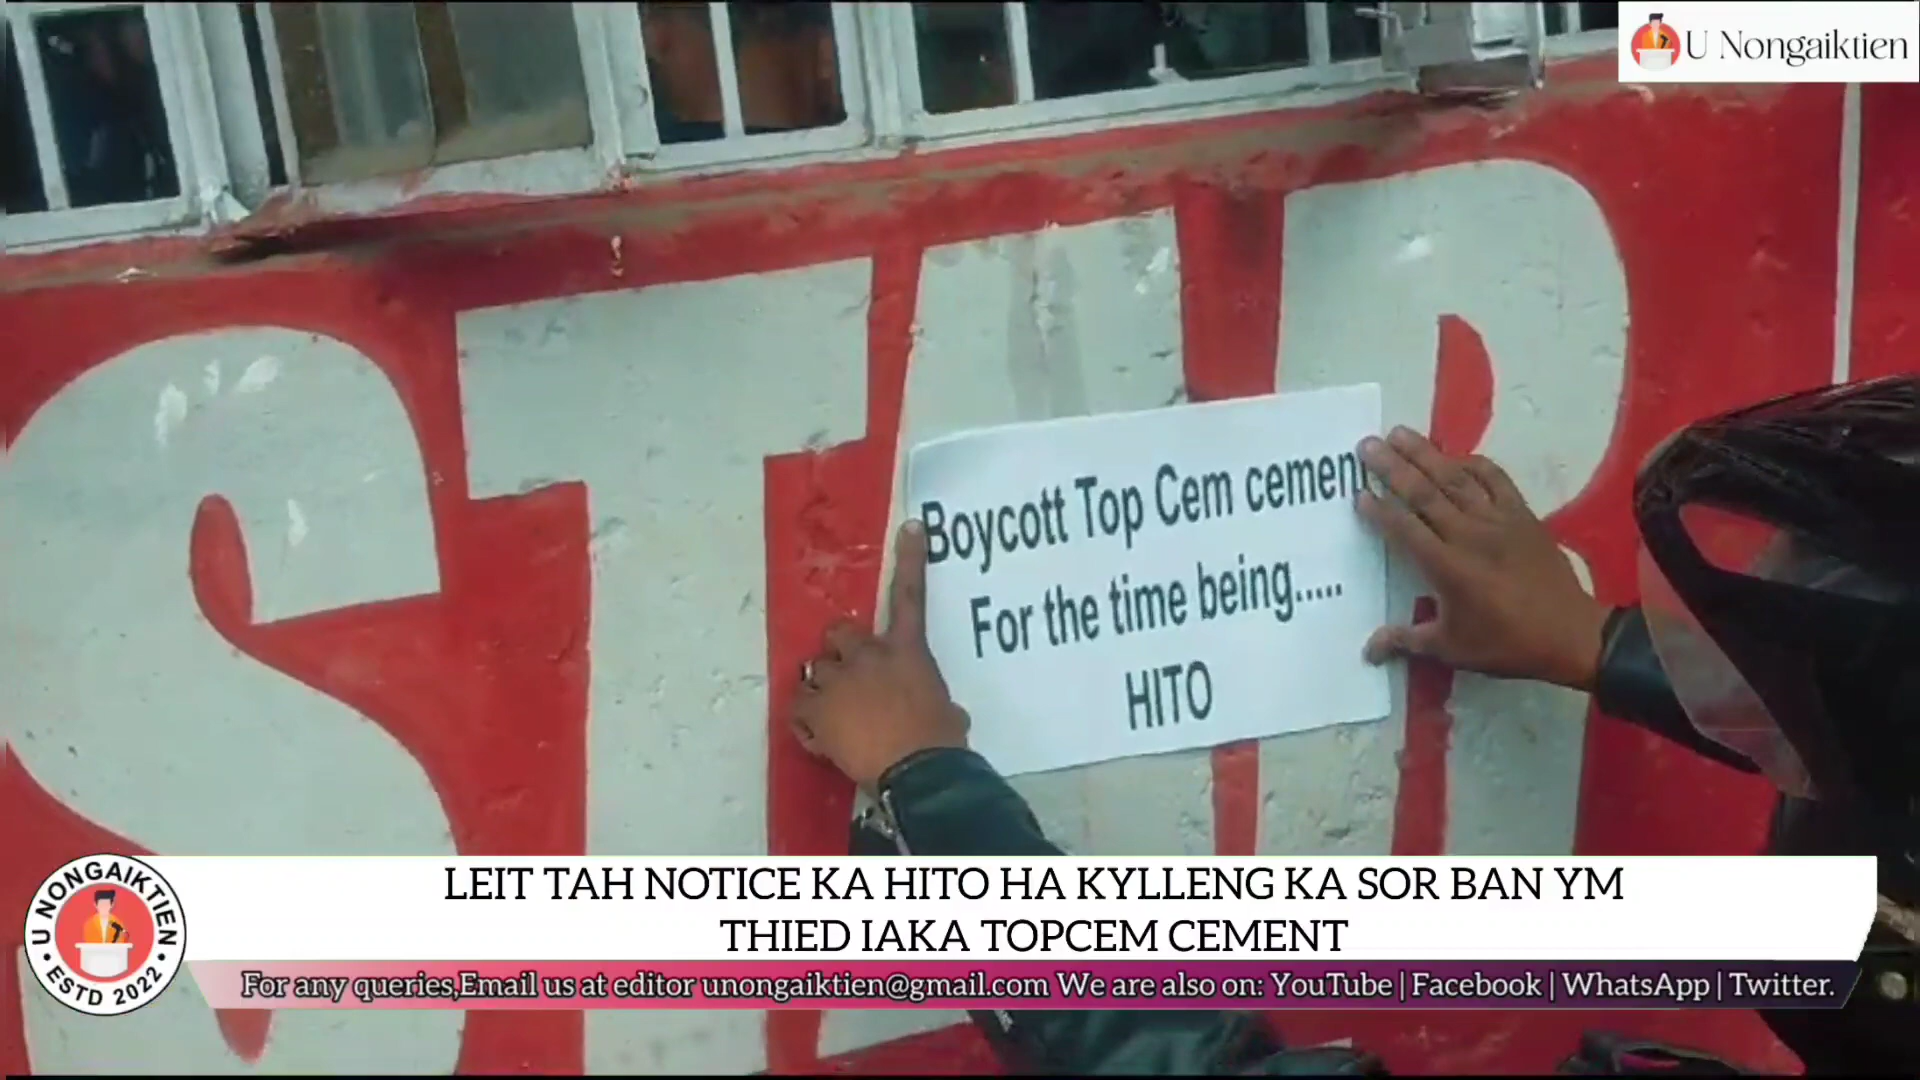 U Nongaiktien
STAR
Boycott Top Cem cement
For the time being.....
HITO
LEIT TAH NOTICE KA HITO HA KYLLENG KA SOR BAN YM
THIED IAKA TOPCEM CEMENT
U NONGAIKTIEN
ESTD 2022
For any queries,Email us at editor unongaiktien@gmail.com We are also on: YouTube | Facebook | WhatsApp | Twitter.